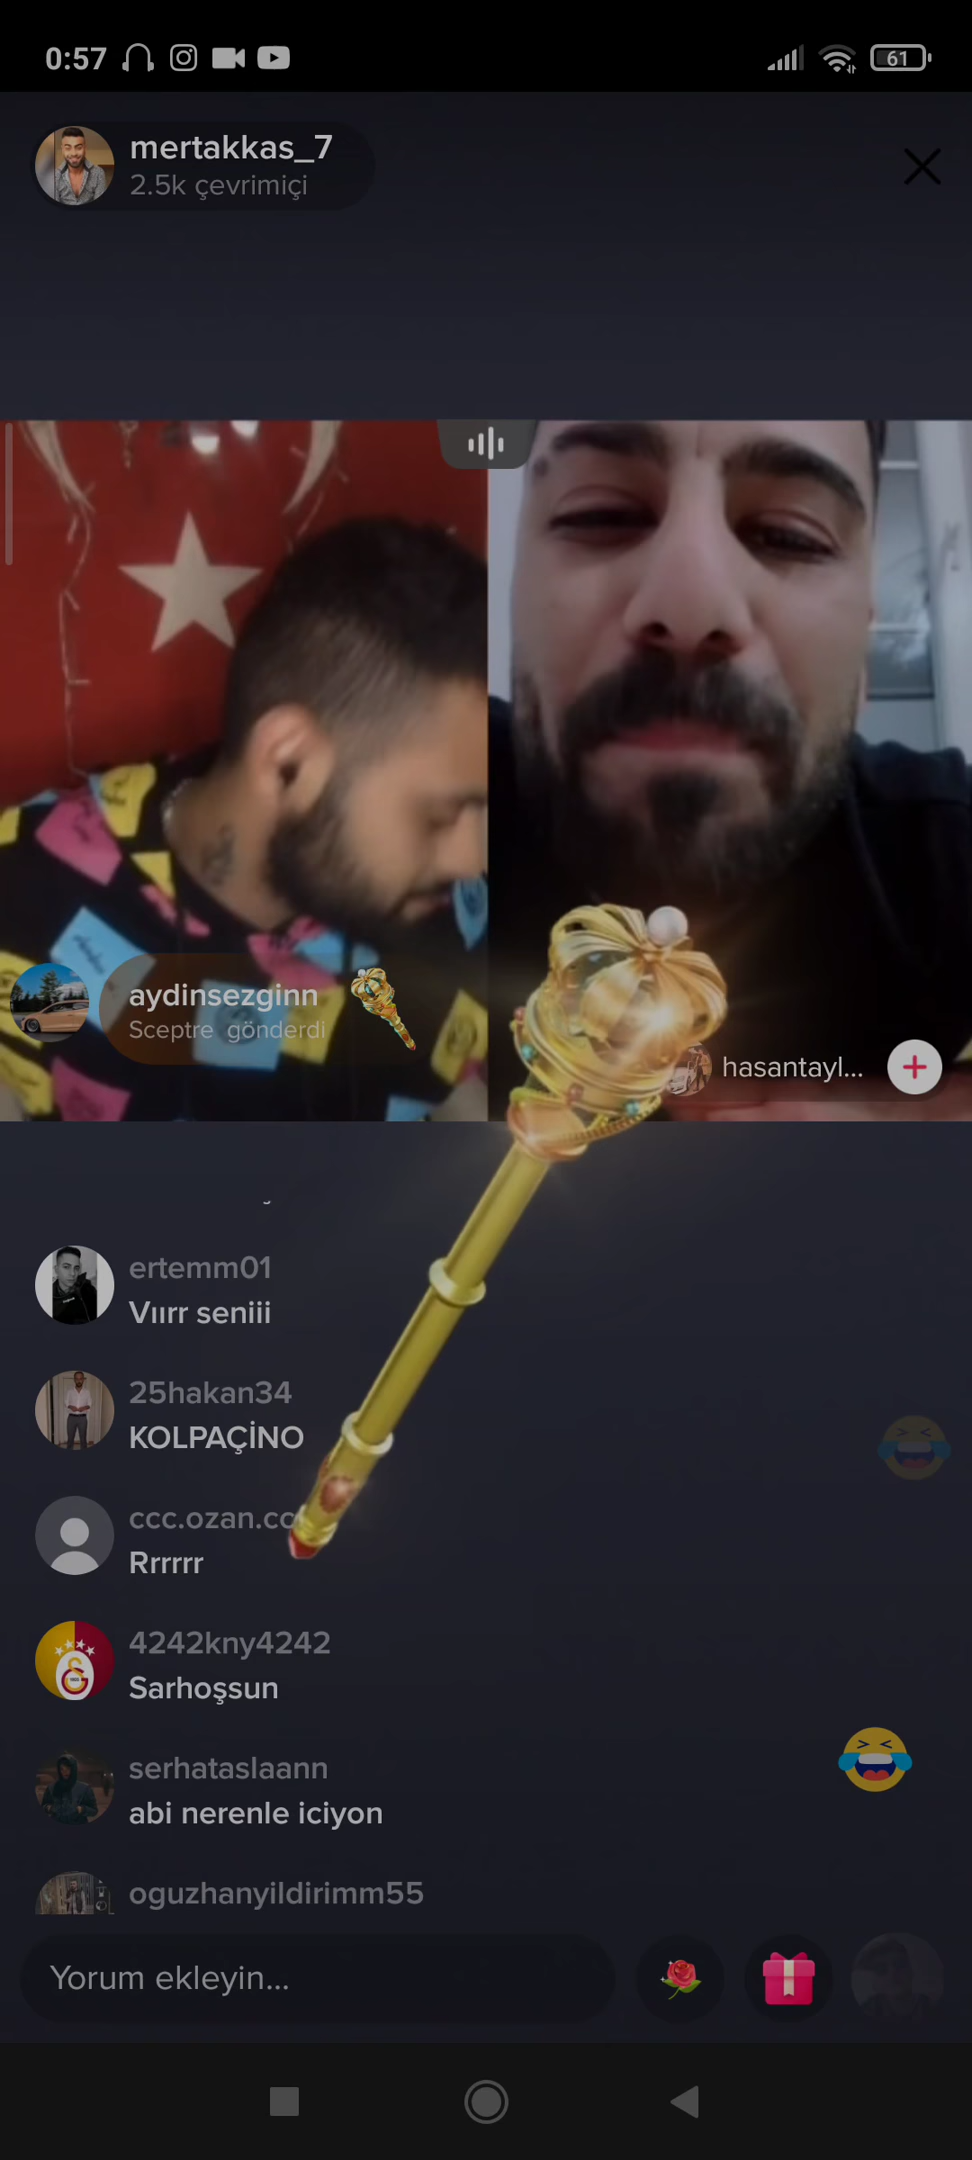 0:57
61
mertakkas_7
2.5k çevrimiçi
aydinsezginn
Sceptre gönderdi
hasantayl...
ertemm01
Vıırr seniii
25hakan34
KOLPAÇİNO
ccc.ozan.cc
Rrrrrr
4242kny4242
Sarhoşsun
serhataslaann
abi nerenle iciyon
oguzhanyildirimm55
Yorum ekleyin...